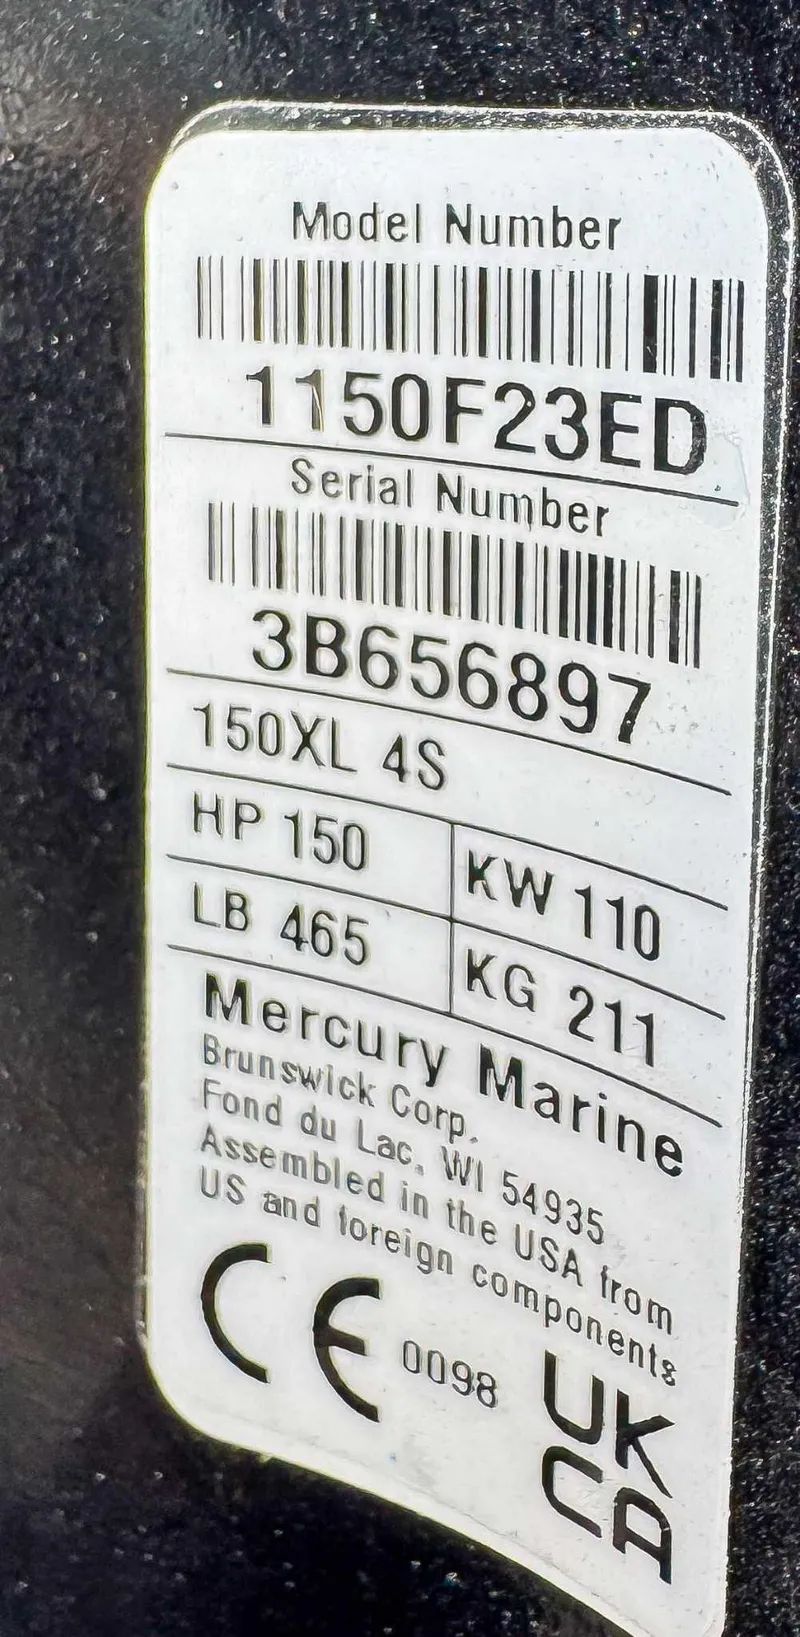 Model Number
1150F23ED
Serial Number
3B656897
150XL 4S
HP 150 KW 110
LB 465 KG 211
Mercury Marine
Brunswick Corp.
Fond du Lac, WI 54935
Assembled in the USA from
US and foreign components
CE 0098 UK
CA